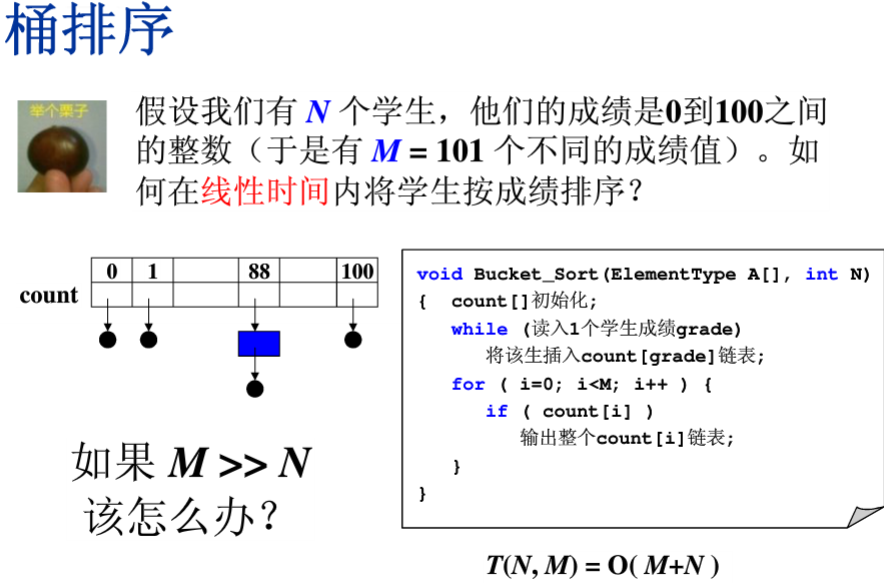 桶排序
举个栗子
假设我们有 N 个学生，他们的成绩是0到100之间
的整数（于是有 M = 101 个不同的成绩值）。如
何在线性时间内将学生按成绩排序？
0 1 88 100
count
如果 M >> N
该怎么办？
void Bucket_Sort(ElementType A[], int N)
{ count[]初始化;
while (读入1个学生成绩grade)
将该生插入count[grade]链表;
for ( i=0; i<M; i++ ) {
if ( count[i] )
输出整个count[i]链表;
}
}
T(N, M) = O( M+N )